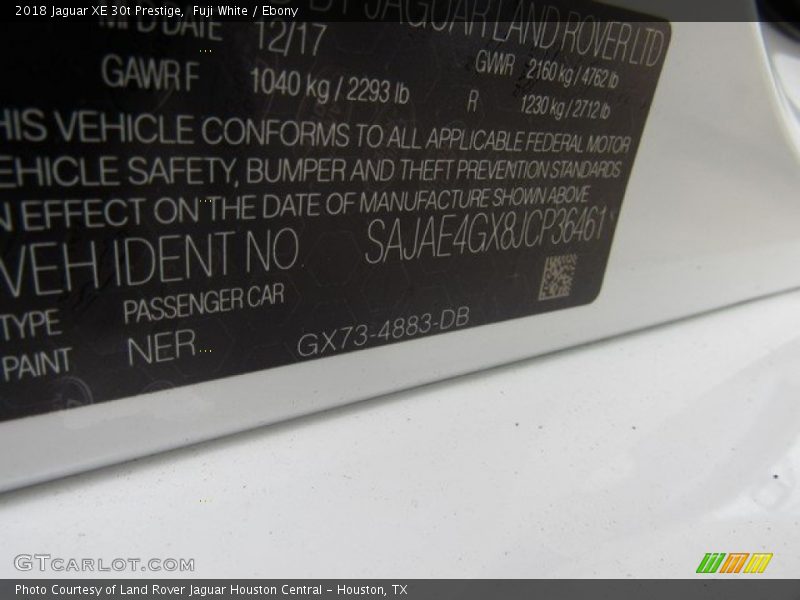 2018 Jaguar XE 30t Prestige, Fuji White / Ebony
BY JAGUAR LAND ROVER LTD
MFD DATE 12/17
GVWR 2160 kg / 4762 lb
GAWR F 1040 kg / 2293 lb R 1230 kg / 2712 lb
HIS VEHICLE CONFORMS TO ALL APPLICABLE FEDERAL MOTOR
EHICLE SAFETY, BUMPER AND THEFT PREVENTION STANDARDS
N EFFECT ON THE DATE OF MANUFACTURE SHOWN ABOVE
VEH IDENT NO SAJAE4GX8JCP36461
TYPE PASSENGER CAR
PAINT NER
GX73-4883-DB
GTCARLOT.COM
Photo Courtesy of Land Rover Jaguar Houston Central - Houston, TX